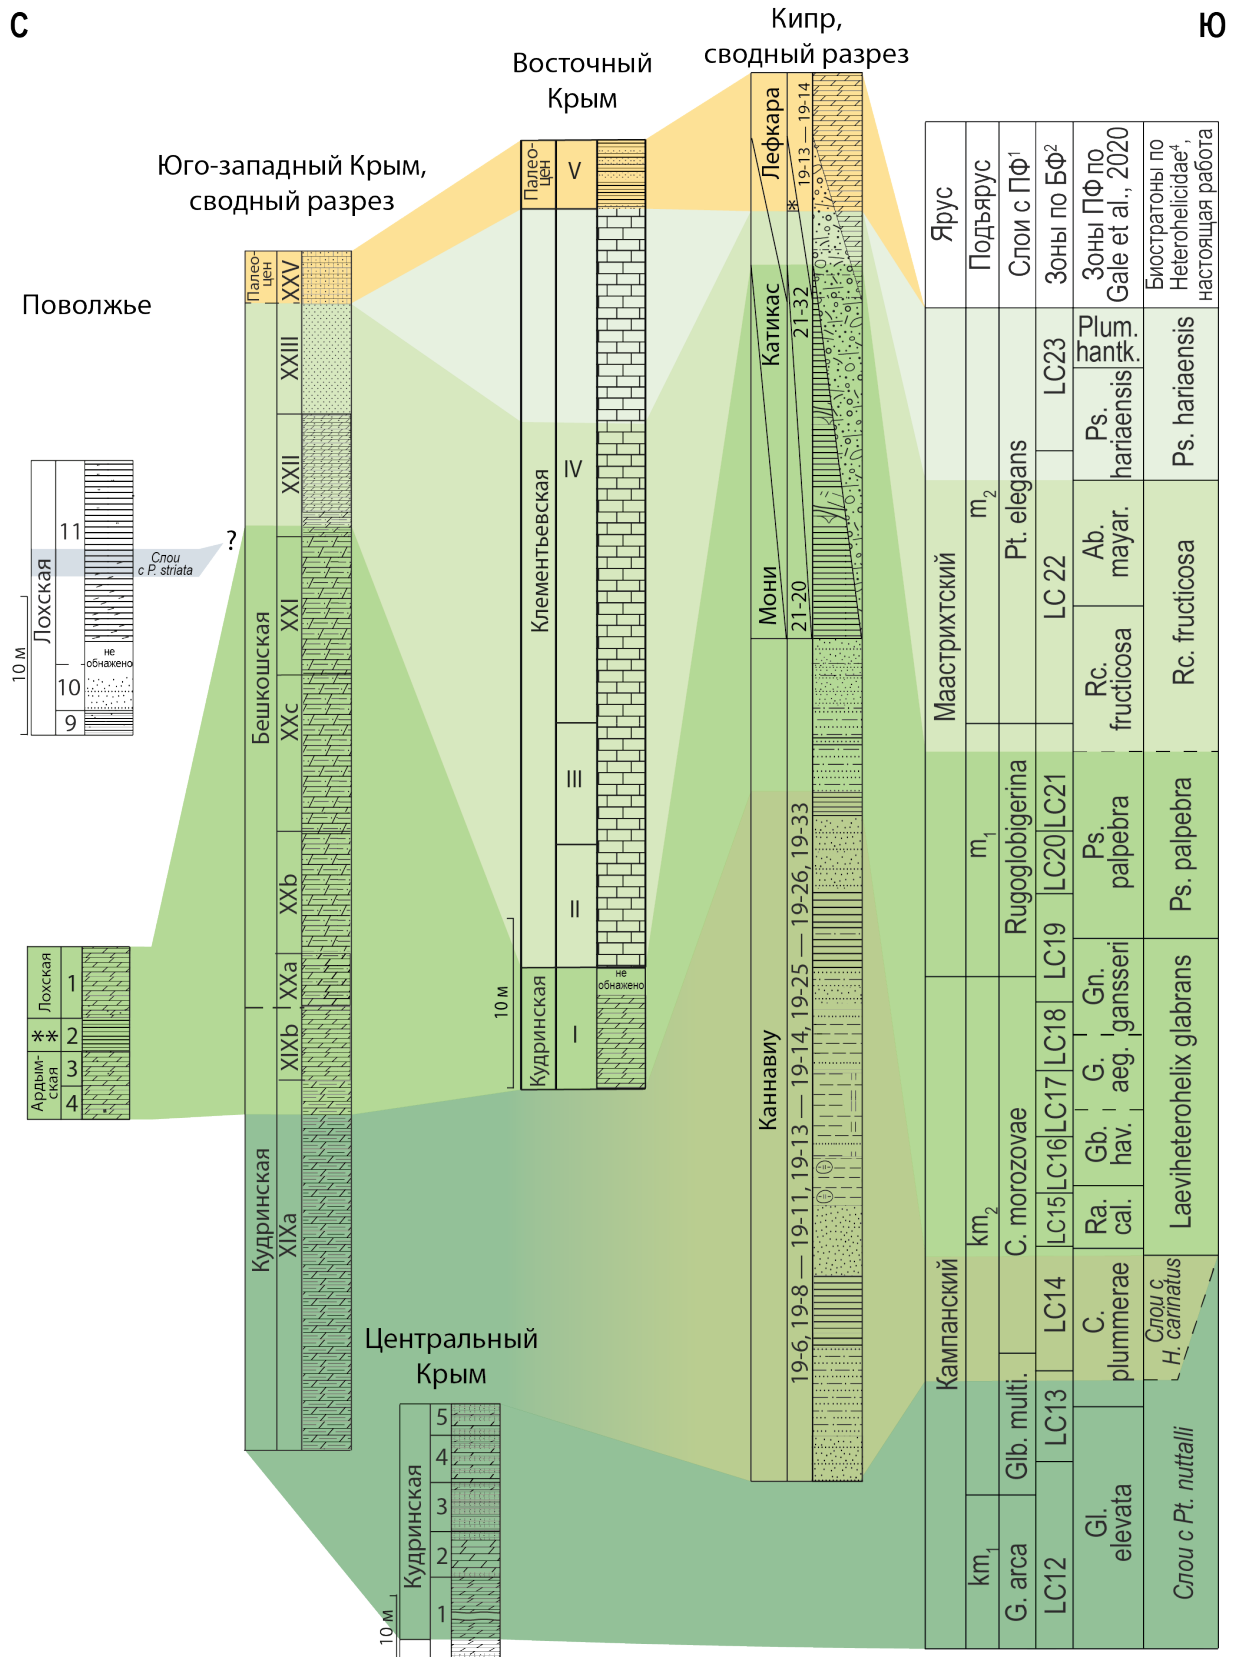 С
Ю
Поволжье
Лохская
11
10
9
не
обнажено
10 м
Слои
с P. striata
?
Лохская
**
Ардым-
ская
1
2
3
4
Юго-западный Крым,
сводный разрез
Палео-
цен
Бешкошская
Кудринская
XXV
XXIII
XXII
XXI
XXc
XXb
XXa
XIXb
XIXa
Центральный
Крым
Кудринская
5
4
3
2
1
10 м
Восточный
Крым
Палео-
цен
Клементьевская
Кудринская
V
IV
III
II
I
не
обнажено
10 м
Кипр,
сводный разрез
Лефкара
Катикас
Мони
Каннавиу
19-13 — 19-14
*
21-32
21-20
19-6, 19-8 — 19-11, 19-13 — 19-14, 19-25 — 19-26, 19-33
Ярус
Подъярус
Слои с ПФ1
Зоны по БФ2
Зоны ПФ по
Gale et al., 2020
Биостратоны по
Heterohelicidae4,
настоящая работа
Маастрихтский
Кампанский
m2
m1
km2
km1
Pt. elegans
Rugoglobigerina
C. morozovae
Glb. multi.
G. arca
LC23
LC 22
LC21
LC20
LC19
LC18
LC17
LC16
LC15
LC14
LC13
LC12
Plum.
hantk.
Ps.
hariaensis
Ab.
mayar.
Rc.
fructicosa
Ps.
palpebra
Gn.
gansseri
G.
aeg.
Gb.
hav.
Ra.
cal.
C.
plummerae
Gl.
elevata
Ps. hariaensis
Rc. fructicosa
Ps. palpebra
Laeviheterohelix glabrans
Слои с
H. carinatus
Слои с Pt. nuttalli